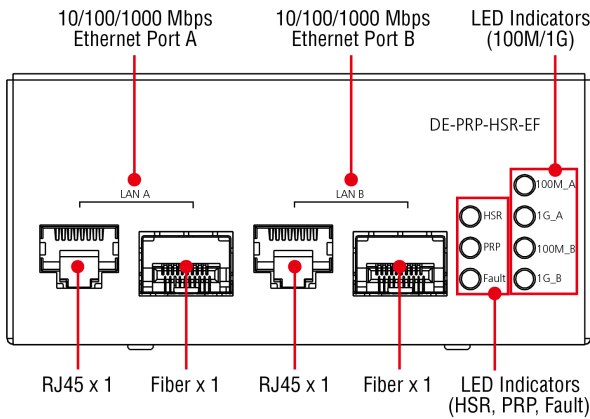 10/100/1000 Mbps
Ethernet Port A
10/100/1000 Mbps
Ethernet Port B
LED Indicators
(100M/1G)
DE-PRP-HSR-EF
LAN A
LAN B
100M_A
HSR
1G_A
PRP
100M_B
Fault
1G_B
RJ45 x 1
Fiber x 1
RJ45 x 1
Fiber x 1
LED Indicators
(HSR, PRP, Fault)